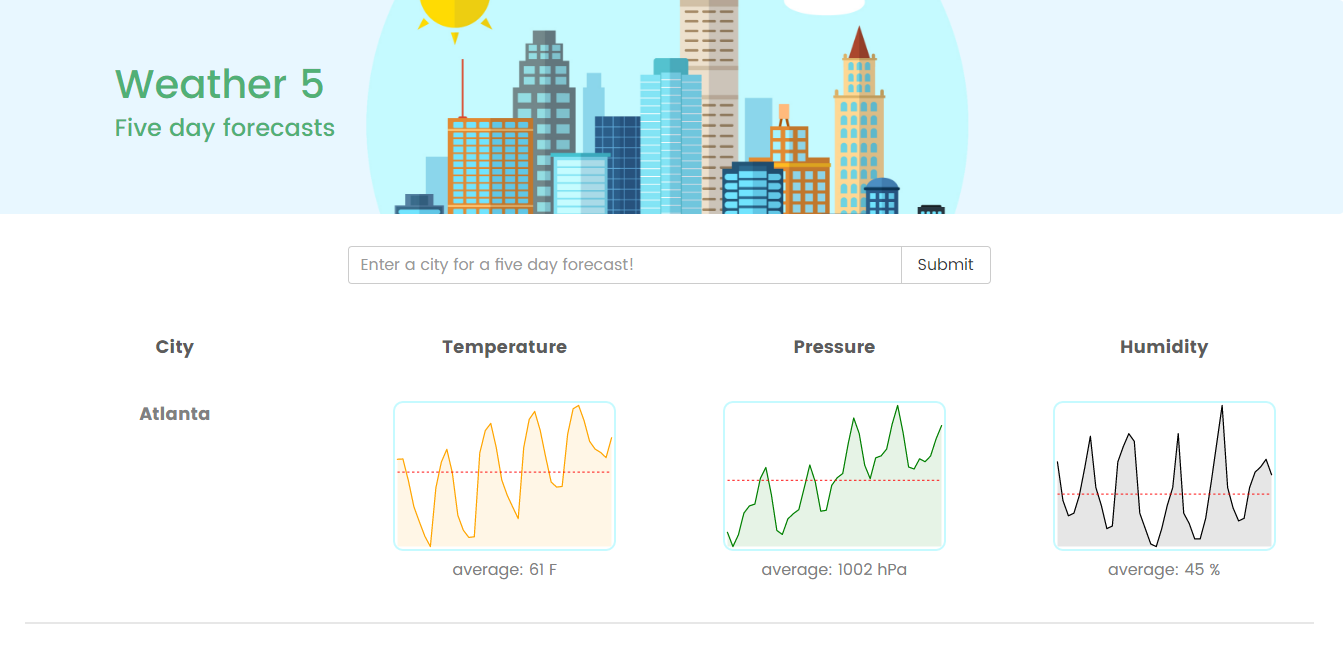 Weather 5
Five day forecasts
Enter a city for a five day forecast! Submit
City Temperature Pressure Humidity
Atlanta
average: 61 F average: 1002 hPa average: 45 %